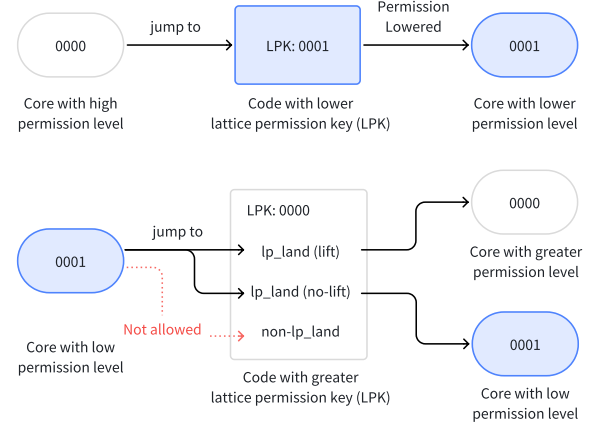 Permission
Lowered
jump to
0000
LPK: 0001
0001
Core with high
permission level
Code with lower
lattice permission key (LPK)
Core with lower
permission level
LPK: 0000
0000
jump to
lp_land (lift)
Core with greater
permission level
0001
lp_land (no-lift)
Not allowed
non-lp_land
0001
Core with low
permission level
Code with greater
lattice permission key (LPK)
Core with low
permission level